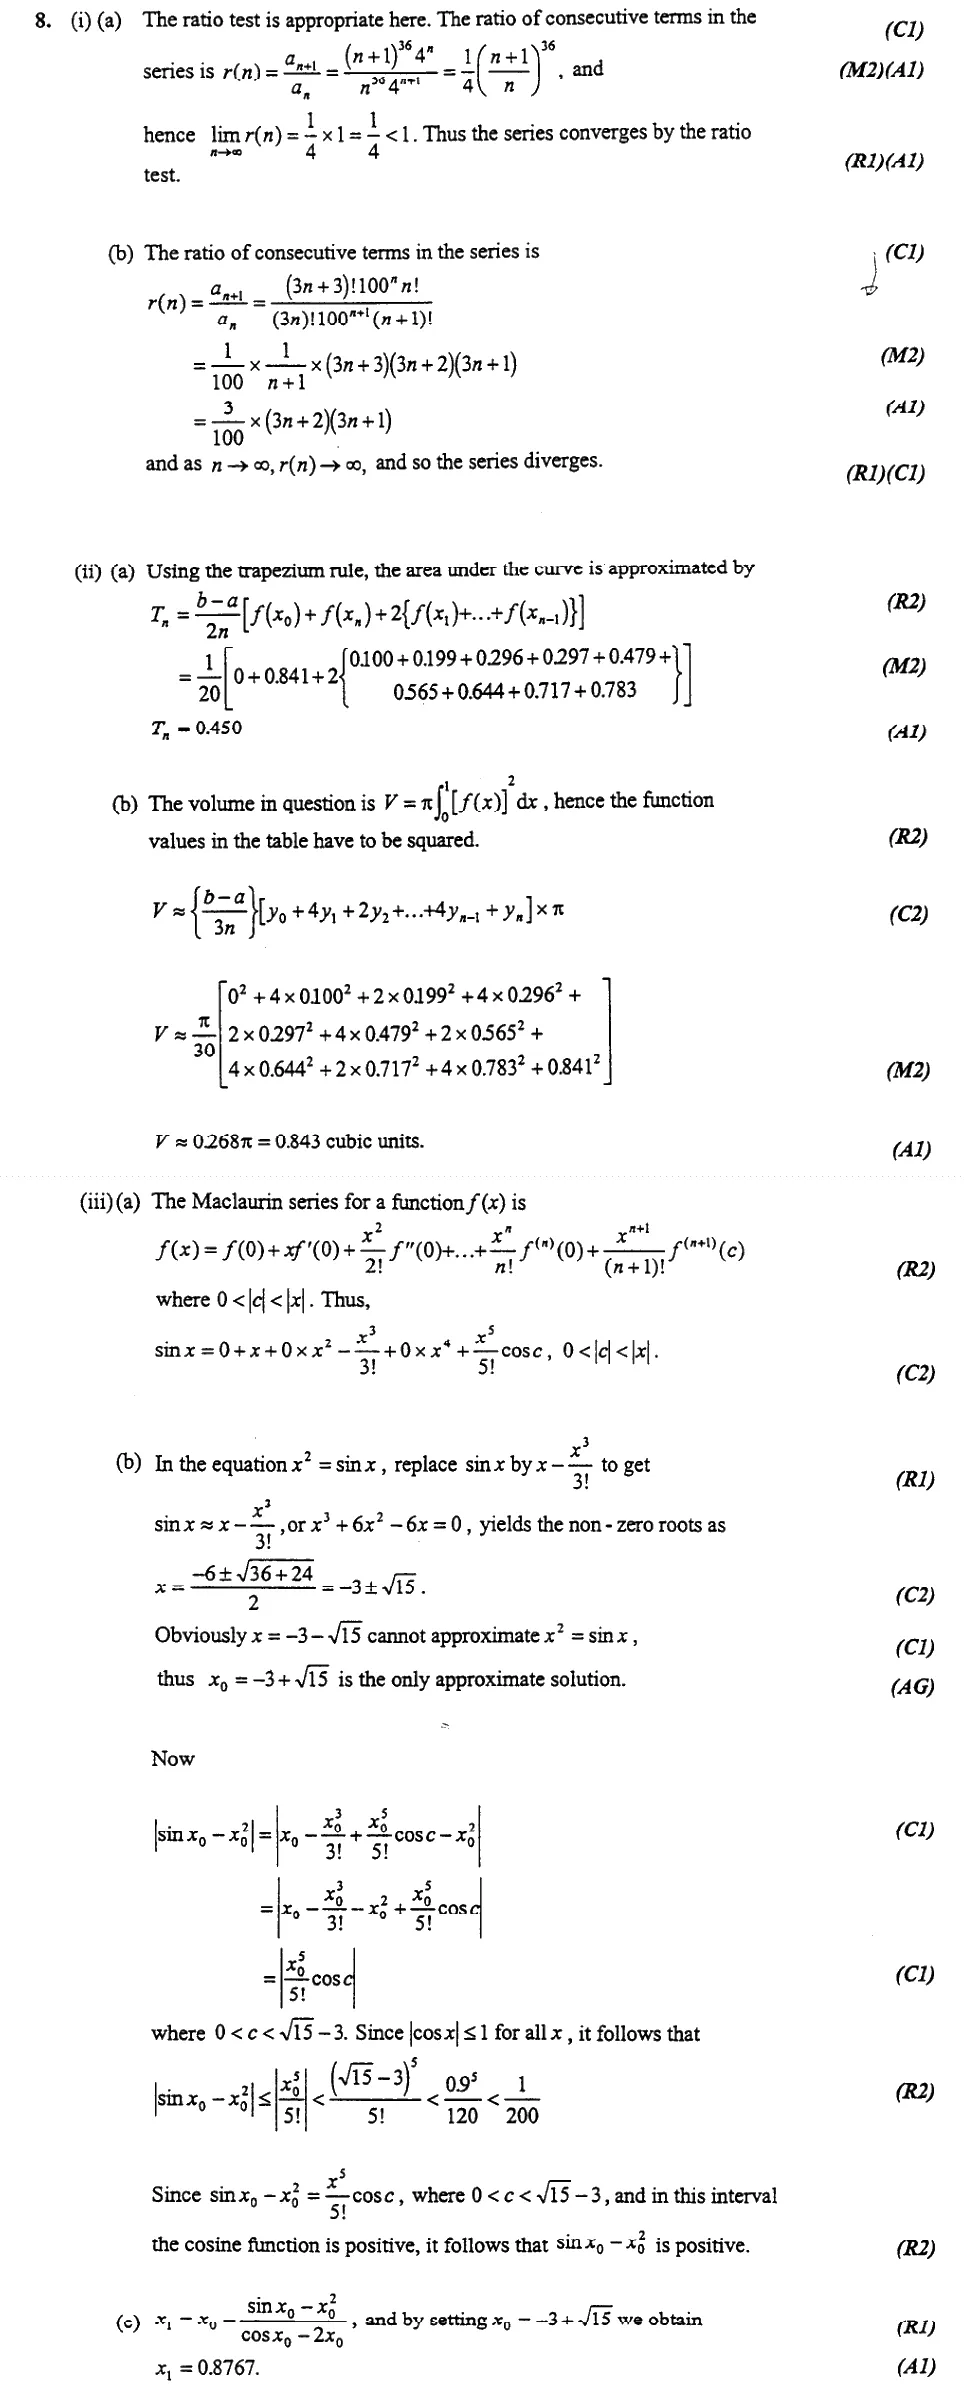 8. (i) (a) The ratio test is appropriate here. The ratio of consecutive terms in the (C1)
series is r(n) = a_{n+1}/a_n = (n+1)^{36} 4^n / n^{36} 4^{n+1} = 1/4 ((n+1)/n)^{36}, and (M2)(A1)
hence lim_{n→∞} r(n) = 1/4 × 1 = 1/4 < 1. Thus the series converges by the ratio
test. (R1)(A1)
(b) The ratio of consecutive terms in the series is (C1)
r(n) = a_{n+1}/a_n = (3n+3)!100^n n! / (3n)!100^{n+1}(n+1)!
= 1/100 × 1/(n+1) × (3n+3)(3n+2)(3n+1) (M2)
= 3/100 × (3n+2)(3n+1) (A1)
and as n → ∞, r(n) → ∞, and so the series diverges. (R1)(C1)
(ii) (a) Using the trapezium rule, the area under the curve is approximated by
T_n = (b−a)/2n [f(x_0) + f(x_n) + 2{f(x_1)+...+f(x_{n−1})}] (R2)
= 1/20 [0 + 0.841 + 2{0.100 + 0.199 + 0.296 + 0.297 + 0.479 + (M2)
0.565 + 0.644 + 0.717 + 0.783}]
T_n = 0.450 (A1)
(b) The volume in question is V = π∫_0^1 [f(x)]^2 dx, hence the function
values in the table have to be squared. (R2)
V ≈ {(b−a)/3n}[y_0 + 4y_1 + 2y_2+...+4y_{n−1} + y_n] × π (C2)
V ≈ π/30 [0^2 + 4 × 0.100^2 + 2 × 0.199^2 + 4 × 0.296^2 +
2 × 0.297^2 + 4 × 0.479^2 + 2 × 0.565^2 +
4 × 0.644^2 + 2 × 0.717^2 + 4 × 0.783^2 + 0.841^2] (M2)
V ≈ 0.268π = 0.843 cubic units. (A1)
(iii) (a) The Maclaurin series for a function f(x) is
f(x) = f(0) + xf'(0) + x^2/2! f''(0)+...+ x^n/n! f^{(n)}(0) + x^{n+1}/(n+1)! f^{(n+1)}(c) (R2)
where 0 < |c| < |x|. Thus,
sin x = 0 + x + 0 × x^2 − x^3/3! + 0 × x^4 + x^5/5! cos c, 0 < |c| < |x|. (C2)
(b) In the equation x^2 = sin x, replace sin x by x − x^3/3! to get (R1)
sin x ≈ x − x^3/3!, or x^3 + 6x^2 − 6x = 0, yields the non-zero roots as
x = (−6 ± √(36+24))/2 = −3 ± √15. (C2)
Obviously x = −3 − √15 cannot approximate x^2 = sin x, (C1)
thus x_0 = −3 + √15 is the only approximate solution. (AG)
Now
|sin x_0 − x_0^2| = |x_0 − x_0^3/3! + x_0^5/5! cos c − x_0^2| (C1)
= |x_0 − x_0^3/3! − x_0^2 + x_0^5/5! cos c|
= |x_0^5/5! cos c| (C1)
where 0 < c < √15 − 3. Since |cos x| ≤ 1 for all x, it follows that
|sin x_0 − x_0^2| ≤ |x_0^5/5!| < (√15 − 3)^5/5! < 0.9^5/120 < 1/200 (R2)
Since sin x_0 − x_0^2 = x^5/5! cos c, where 0 < c < √15 − 3, and in this interval
the cosine function is positive, it follows that sin x_0 − x_0^2 is positive. (R2)
(c) x_1 = x_0 − (sin x_0 − x_0^2)/(cos x_0 − 2x_0), and by setting x_0 = −3 + √15 we obtain (R1)
x_1 = 0.8767. (A1)